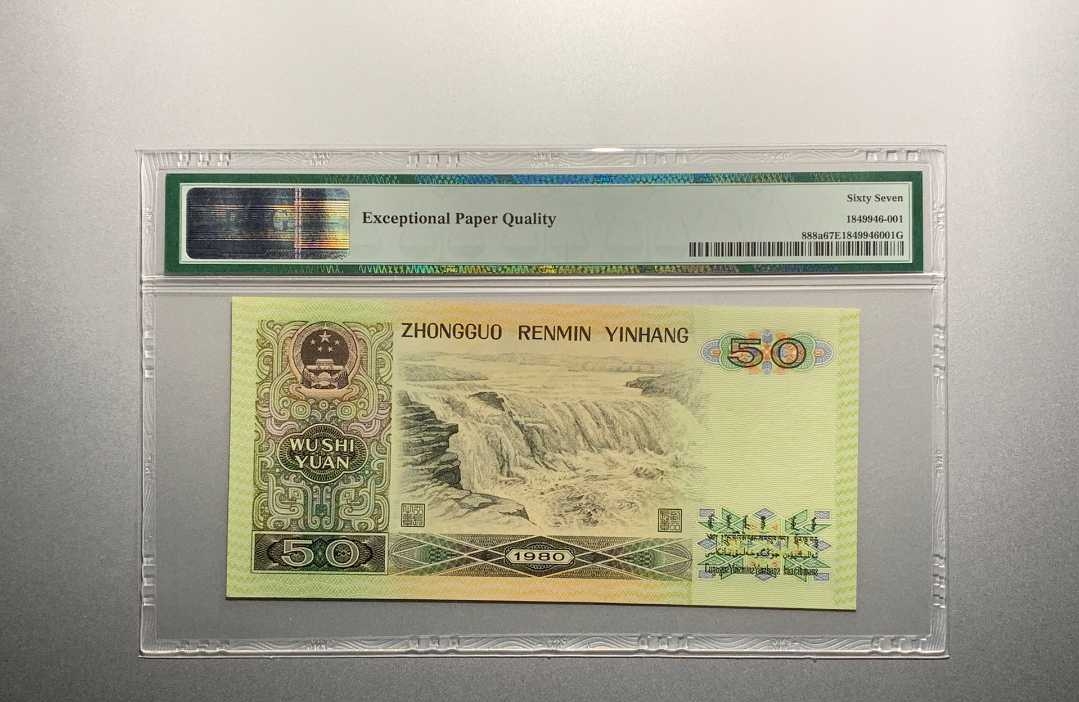 Exceptional Paper Quality
Sixty Seven
1849946-001
888a67E1849946001G
ZHONGGUO RENMIN YINHANG
50
WU SHI
YUAN
50
1980